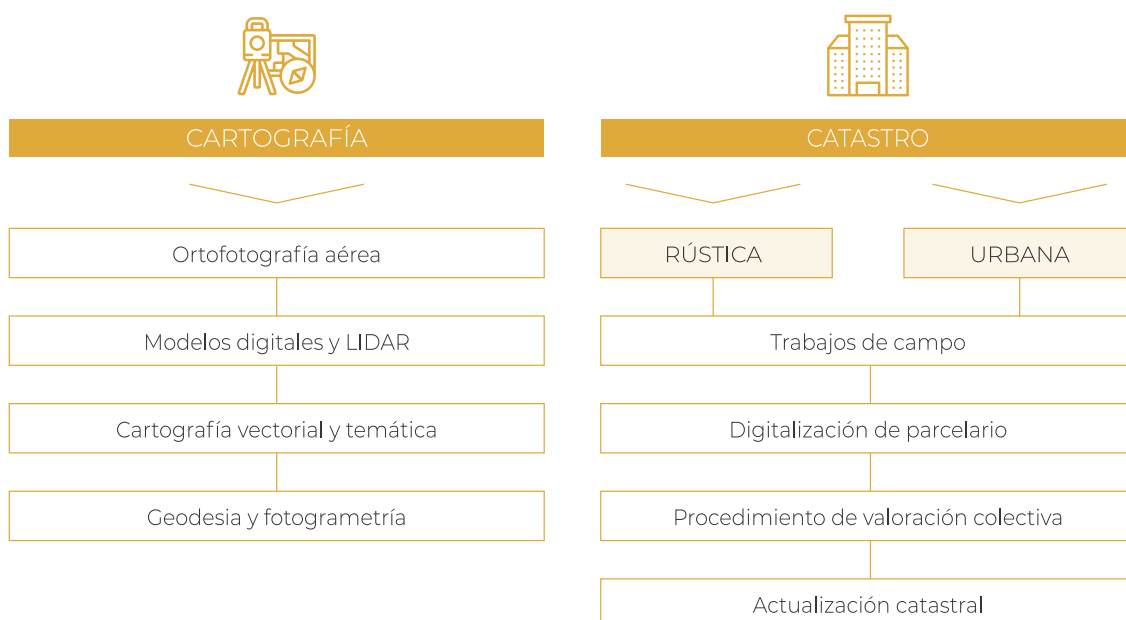 CARTOGRAFÍA
Ortofotografía aérea
Modelos digitales y LIDAR
Cartografía vectorial y temática
Geodesia y fotogrametría
CATASTRO
RÚSTICA
URBANA
Trabajos de campo
Digitalización de parcelario
Procedimiento de valoración colectiva
Actualización catastral